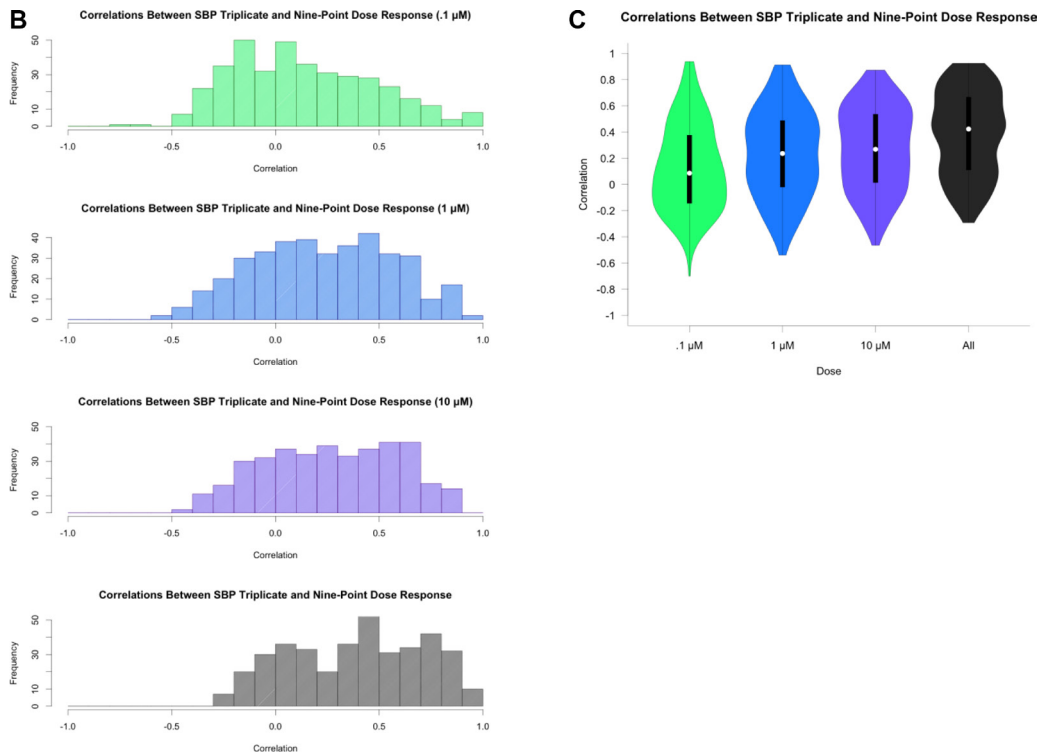 B
Correlations Between SBP Triplicate and Nine-Point Dose Response (.1 µM)
Frequency
50
30
10
0
-1.0 -0.5 0.0 0.5 1.0
Correlation
Correlations Between SBP Triplicate and Nine-Point Dose Response (1 µM)
Frequency
40
30
20
10
0
-1.0 -0.5 0.0 0.5 1.0
Correlation
Correlations Between SBP Triplicate and Nine-Point Dose Response (10 µM)
Frequency
50
30
10
0
-1.0 -0.5 0.0 0.5 1.0
Correlation
Correlations Between SBP Triplicate and Nine-Point Dose Response
Frequency
50
30
10
0
-1.0 -0.5 0.0 0.5 1.0
Correlation
C
Correlations Between SBP Triplicate and Nine-Point Dose Response
Correlation
1
0.8
0.6
0.4
0.2
0
-0.2
-0.4
-0.6
-0.8
-1
.1 µM 1 µM 10 µM All
Dose